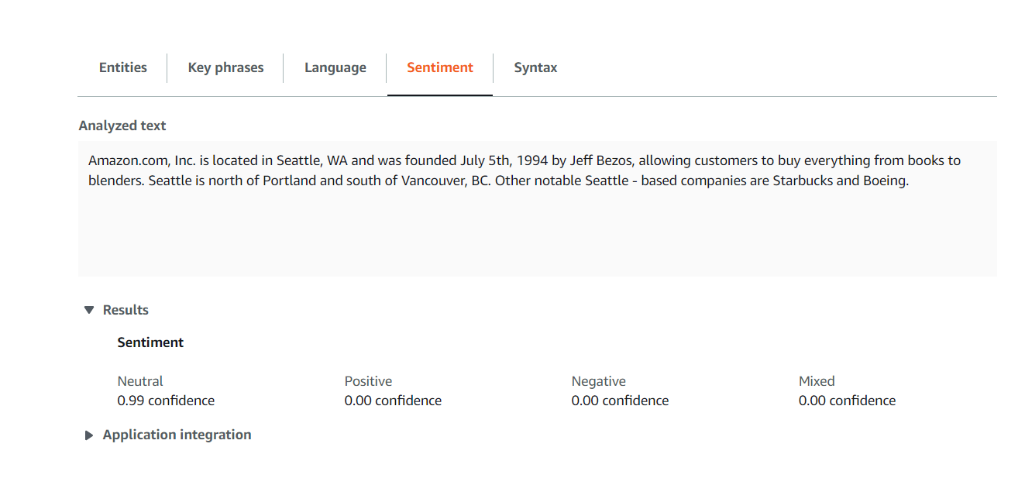 Entities Key phrases Language Sentiment Syntax
Analyzed text
Amazon.com, Inc. is located in Seattle, WA and was founded July 5th, 1994 by Jeff Bezos, allowing customers to buy everything from books to
blenders. Seattle is north of Portland and south of Vancouver, BC. Other notable Seattle - based companies are Starbucks and Boeing.
Results
Sentiment
Neutral Positive Negative Mixed
0.99 confidence 0.00 confidence 0.00 confidence 0.00 confidence
Application integration